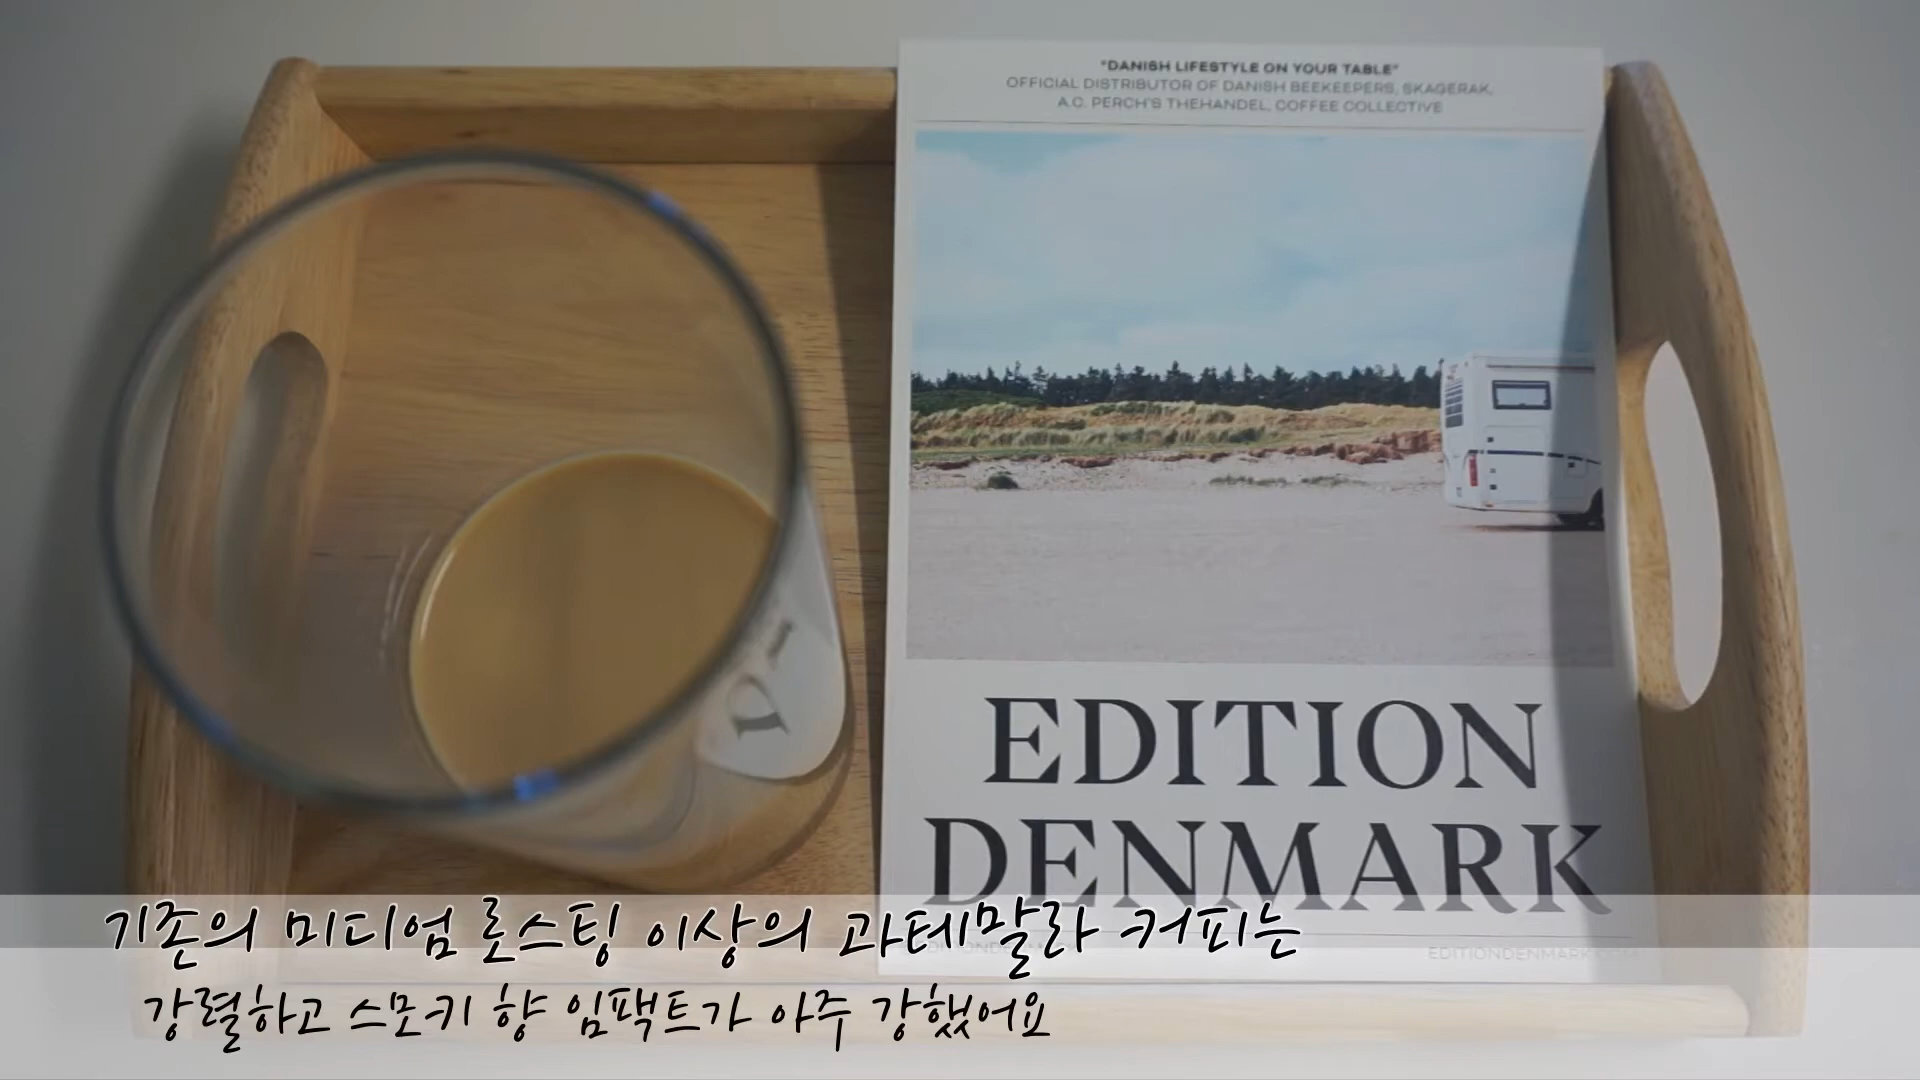 "DANISH LIFESTYLE ON YOUR TABLE"
OFFICIAL DISTRIBUTOR OF DANISH BEEKEEPERS, SKAGERAK,
A.C. PERCH'S THEHANDEL, COFFEE COLLECTIVE
EDITION
DENMARK
기존의 미디엄 로스팅 이상의 과테말라 커피는
강렬하고 스모키 향 임팩트가 아주 강했어요